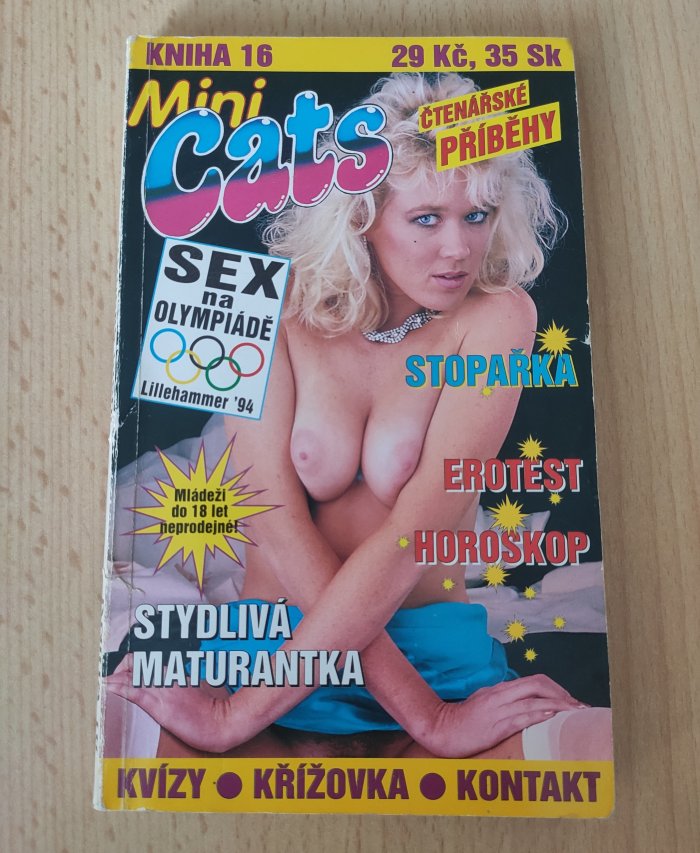 KNIHA 16
29 Kč, 35 Sk
Mini
Cats
ČTENÁŘSKÉ
PŘÍBĚHY
SEX
na
OLYMPIÁDĚ
Lillehammer '94
STOPAŘKA
EROTEST
HOROSKOP
Mládeži
do 18 let
neprodejné!
STYDLIVÁ
MATURANTKA
KVÍZY ● KŘÍŽOVKA ● KONTAKT